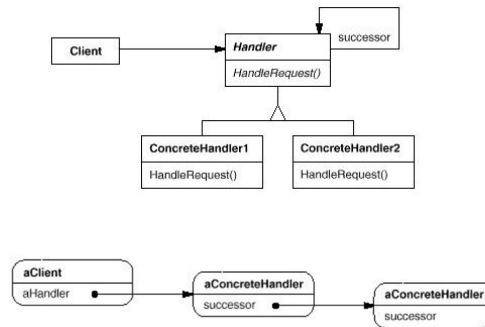 Handler
successor
Client
HandleRequest()
ConcreteHandler1
ConcreteHandler2
HandleRequest()
HandleRequest()
aClient
aHandler
aConcreteHandler
successor
aConcreteHandler
successor